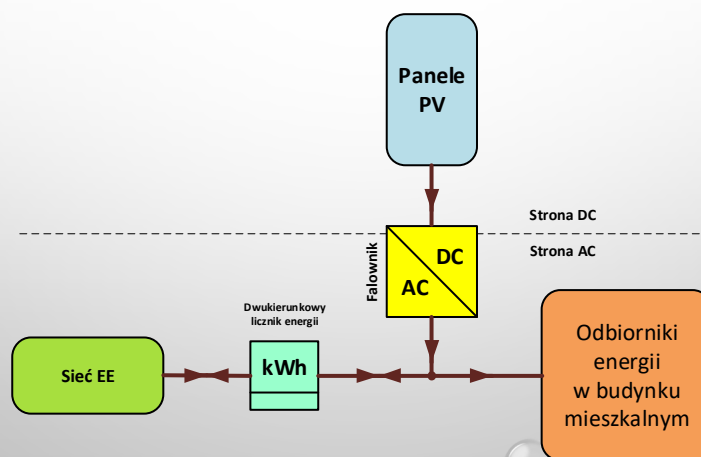 Panele
PV
Strona DC
Strona AC
Falownik
DC
AC
Dwukierunkowy
licznik energii
kWh
Sieć EE
Odbiorniki
energii
w budynku
mieszkalnym